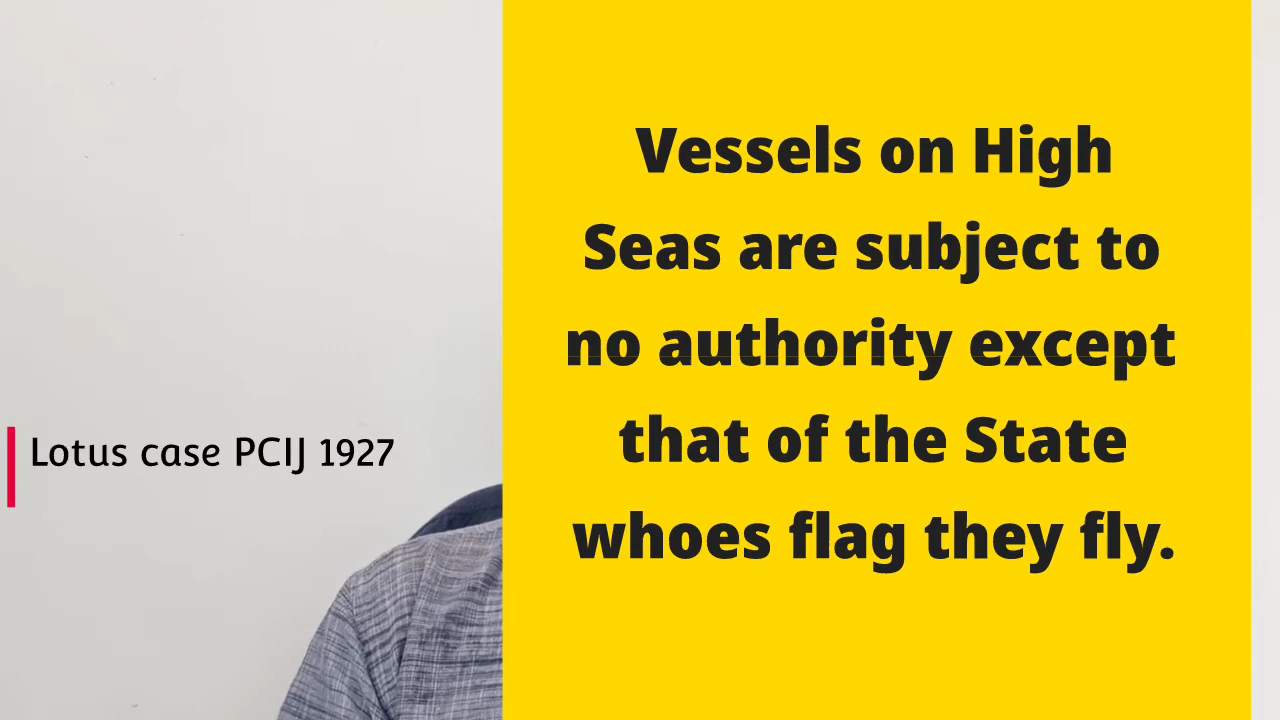 Lotus case PCIJ 1927
Vessels on High
Seas are subject to
no authority except
that of the State
whoes flag they fly.